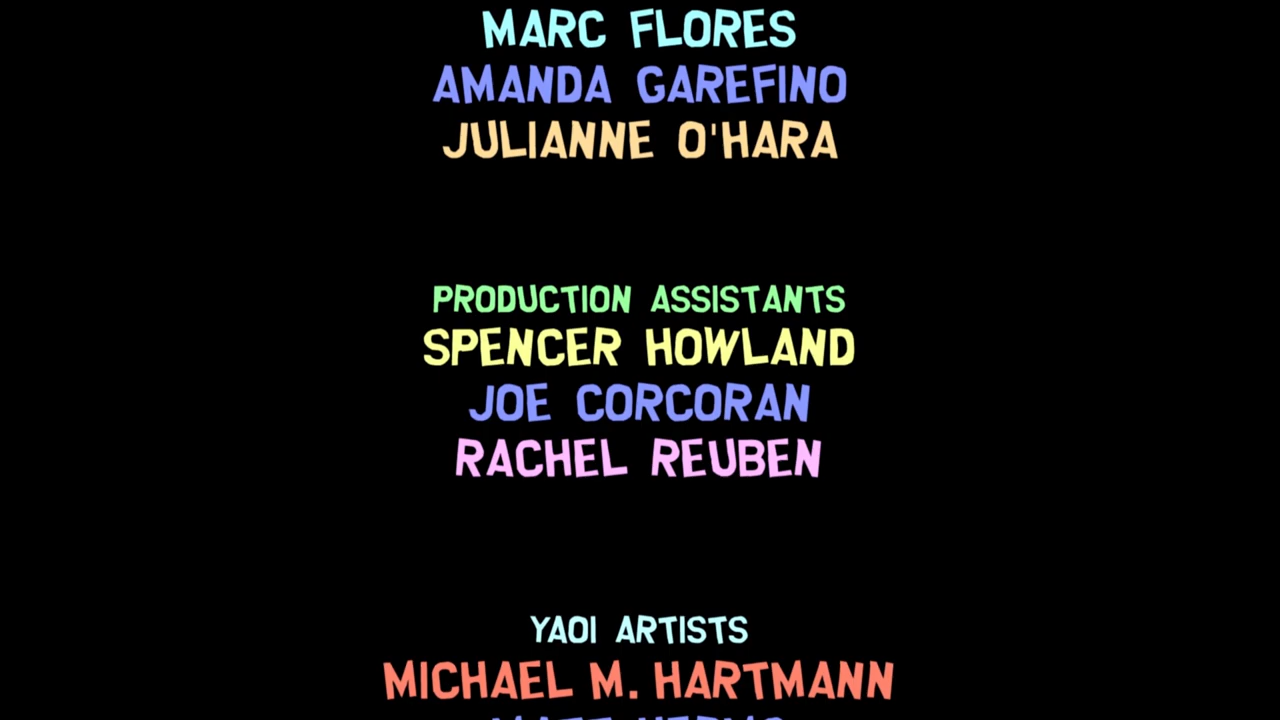 MARC FLORES
AMANDA GAREFINO
JULIANNE O'HARA
PRODUCTION ASSISTANTS
SPENCER HOWLAND
JOE CORCORAN
RACHEL REUBEN
YAOI ARTISTS
MICHAEL M. HARTMANN